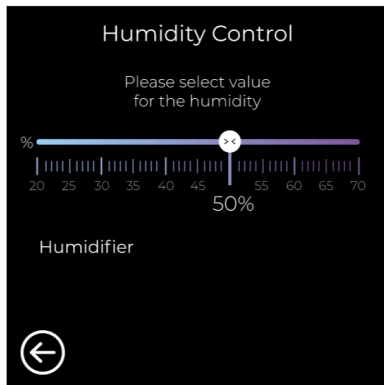 Humidity Control
Please select value
for the humidity
%
> <
20 25 30 35 40 45 55 60 65 70
50%
Humidifier